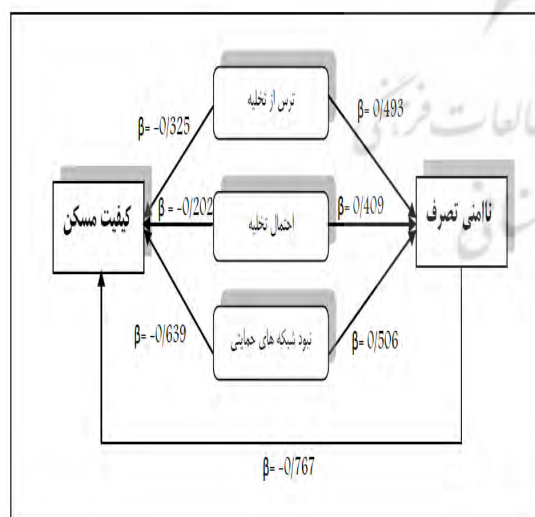 ترس از تخلیه
β= -0/325
β= 0/493
کیفیت مسکن
β = -0/202
احتمال تخلیه
β= 0/409
ناامنی تصرف
نبود شبکه های حمایتی
β= -0/639
β= 0/506
β= -0/767